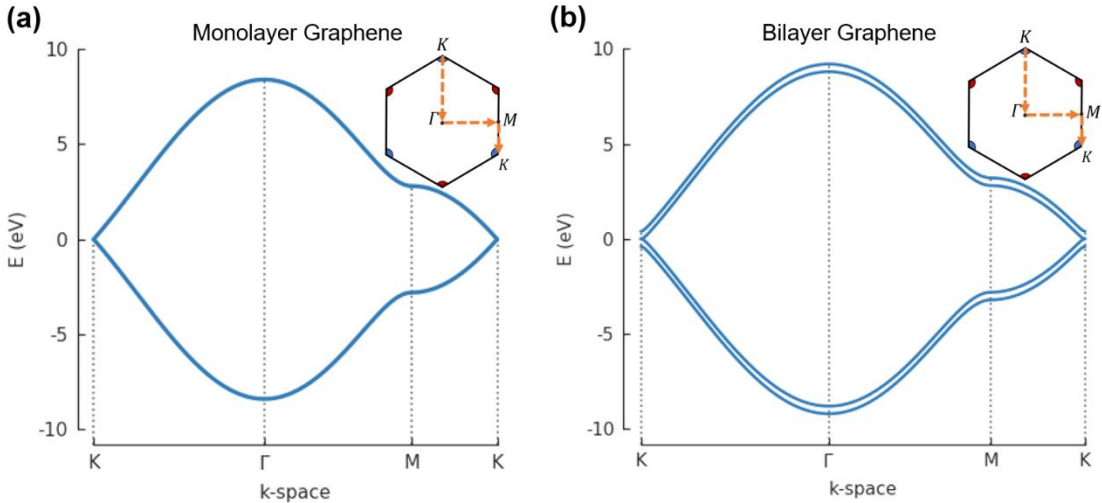 (a)
Monolayer Graphene
10
5
0
-5
-10
E (eV)
K
Γ
M
K
K
Γ
M
K
k-space
(b)
Bilayer Graphene
10
5
0
-5
-10
E (eV)
K
Γ
M
K
K
Γ
M
K
k-space